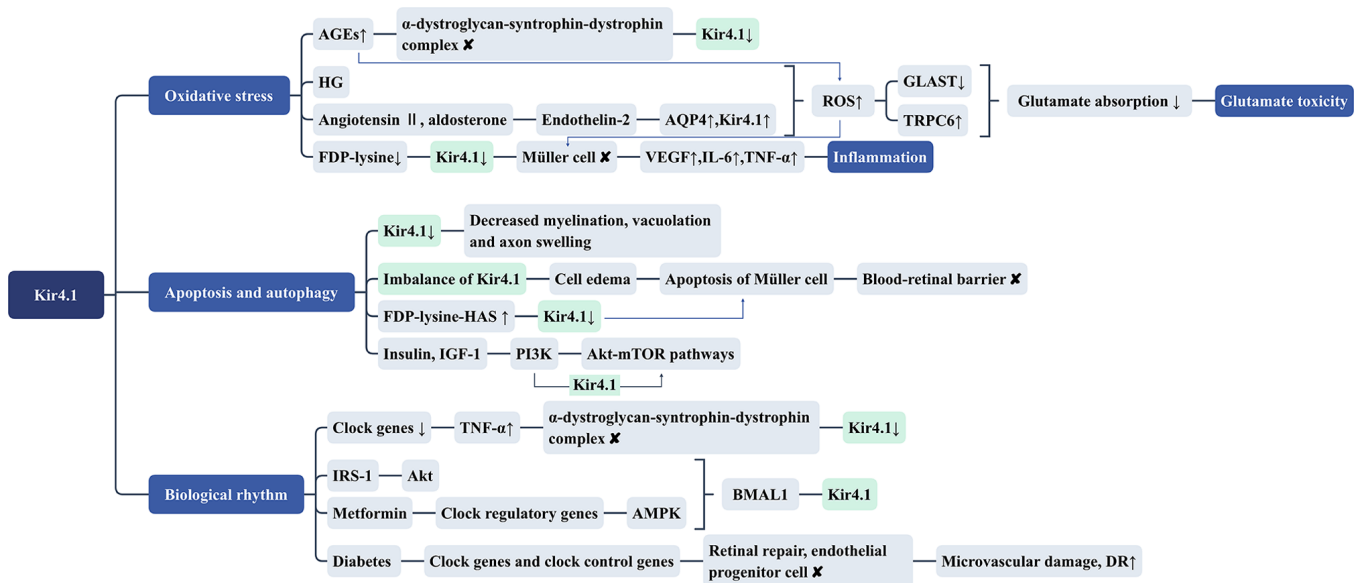 Kir4.1
Oxidative stress
AGEs↑
α-dystroglycan-syntrophin-dystrophin
complex ✘
Kir4.1↓
HG
Angiotensin Ⅱ, aldosterone
Endothelin-2
AQP4↑,Kir4.1↑
ROS↑
GLAST↓
TRPC6↑
Glutamate absorption ↓
Glutamate toxicity
FDP-lysine↓
Kir4.1↓
Müller cell ✘
VEGF↑,IL-6↑,TNF-α↑
Inflammation
Apoptosis and autophagy
Kir4.1↓
Decreased myelination, vacuolation
and axon swelling
Imbalance of Kir4.1
Cell edema
Apoptosis of Müller cell
Blood-retinal barrier ✘
FDP-lysine-HAS ↑
Kir4.1↓
Insulin, IGF-1
PI3K
Akt-mTOR pathways
Kir4.1
Biological rhythm
Clock genes ↓
TNF-α↑
α-dystroglycan-syntrophin-dystrophin
complex ✘
Kir4.1↓
IRS-1
Akt
Metformin
Clock regulatory genes
AMPK
BMAL1
Kir4.1
Diabetes
Clock genes and clock control genes
Retinal repair, endothelial
progenitor cell ✘
Microvascular damage, DR↑